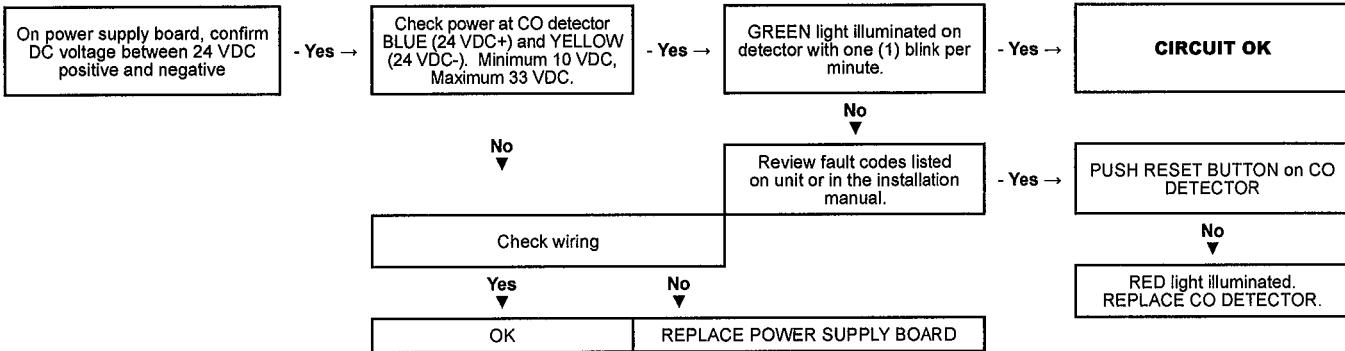 On power supply board, confirm
DC voltage between 24 VDC
positive and negative
- Yes →
Check power at CO detector
BLUE (24 VDC+) and YELLOW
(24 VDC-). Minimum 10 VDC,
Maximum 33 VDC.
- Yes →
GREEN light illuminated on
detector with one (1) blink per
minute.
- Yes →
CIRCUIT OK
No
▼
No
▼
Review fault codes listed
on unit or in the installation
manual.
- Yes →
PUSH RESET BUTTON on CO
DETECTOR
Check wiring
No
▼
Yes
▼
No
▼
RED light illuminated.
REPLACE CO DETECTOR.
OK
REPLACE POWER SUPPLY BOARD